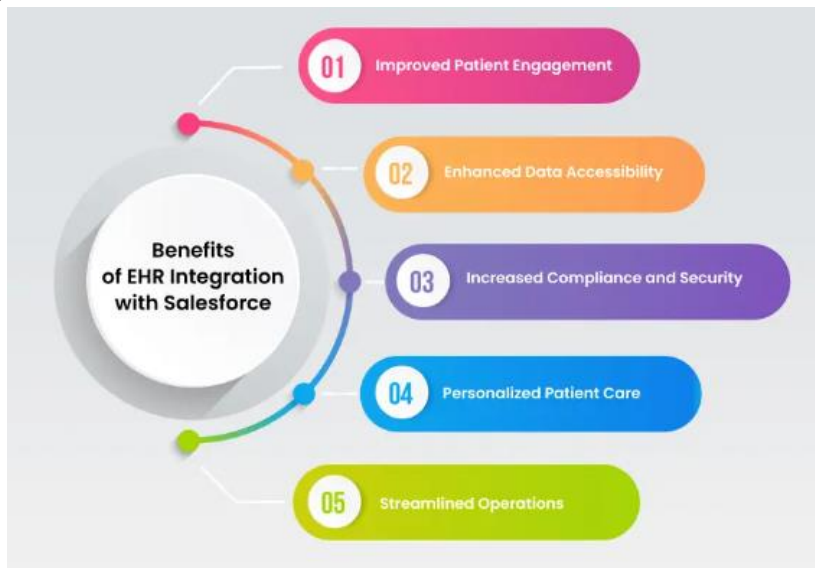 Benefits
of EHR Integration
with Salesforce
01 Improved Patient Engagement
02 Enhanced Data Accessibility
03 Increased Compliance and Security
04 Personalized Patient Care
05 Streamlined Operations